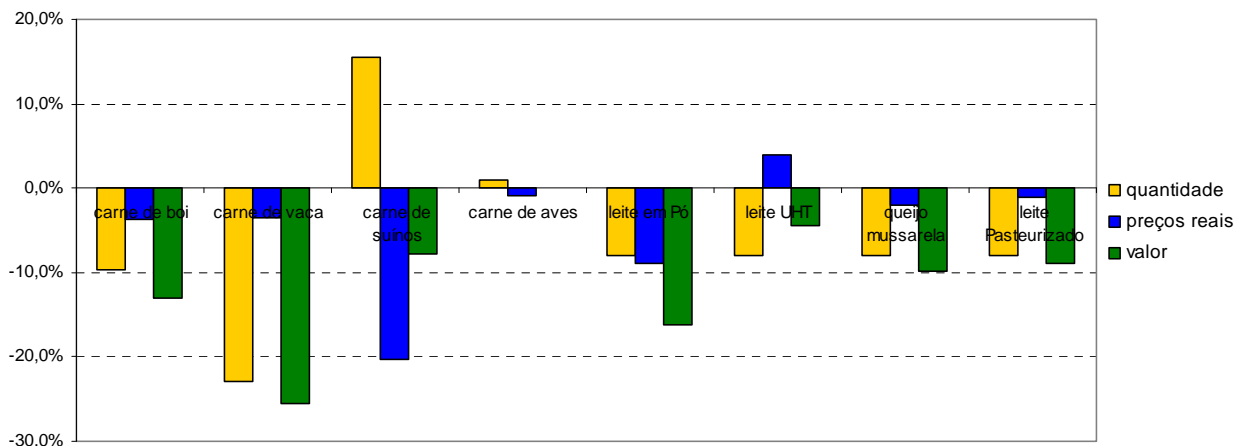 20,0%
10,0%
0,0%
-10,0%
-20,0%
-30,0%
carne de boi
carne de vaca
carne de
suínos
carne de aves
leite em Pó
leite UHT
queijo
mussarela
leite
Pasteurizado
quantidade
preços reais
valor